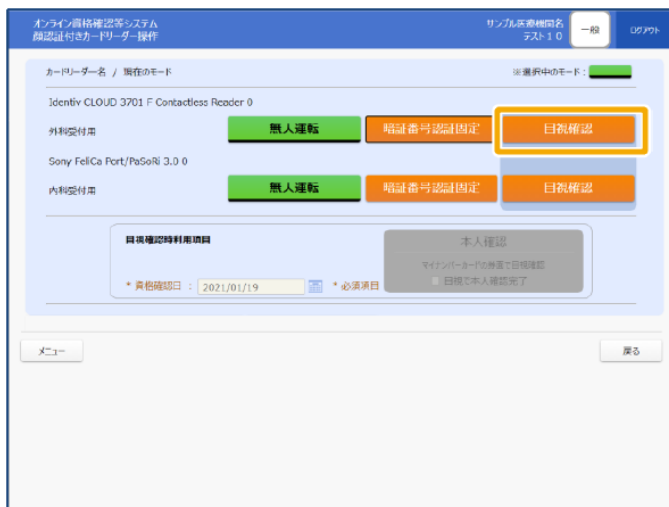 オンライン資格確認等システム
顔認証付きカードリーダー操作
サンプル医療機関名
テスト１０
一般
ログアウト
カードリーダー名 / 現在のモード
※選択中のモード：
Identiv CLOUD 3701 F Contactless Reader 0
外科受付用
無人運転
暗証番号認証固定
目視確認
Sony FeliCa Port/PaSoRi 3.0 0
内科受付用
無人運転
暗証番号認証固定
目視確認
目視確認時利用項目
* 資格確認日 : 2021/01/19
* 必須項目
本人確認
マイナンバーカードの券面で目視確認
目視で本人確認完了
メニュー
戻る